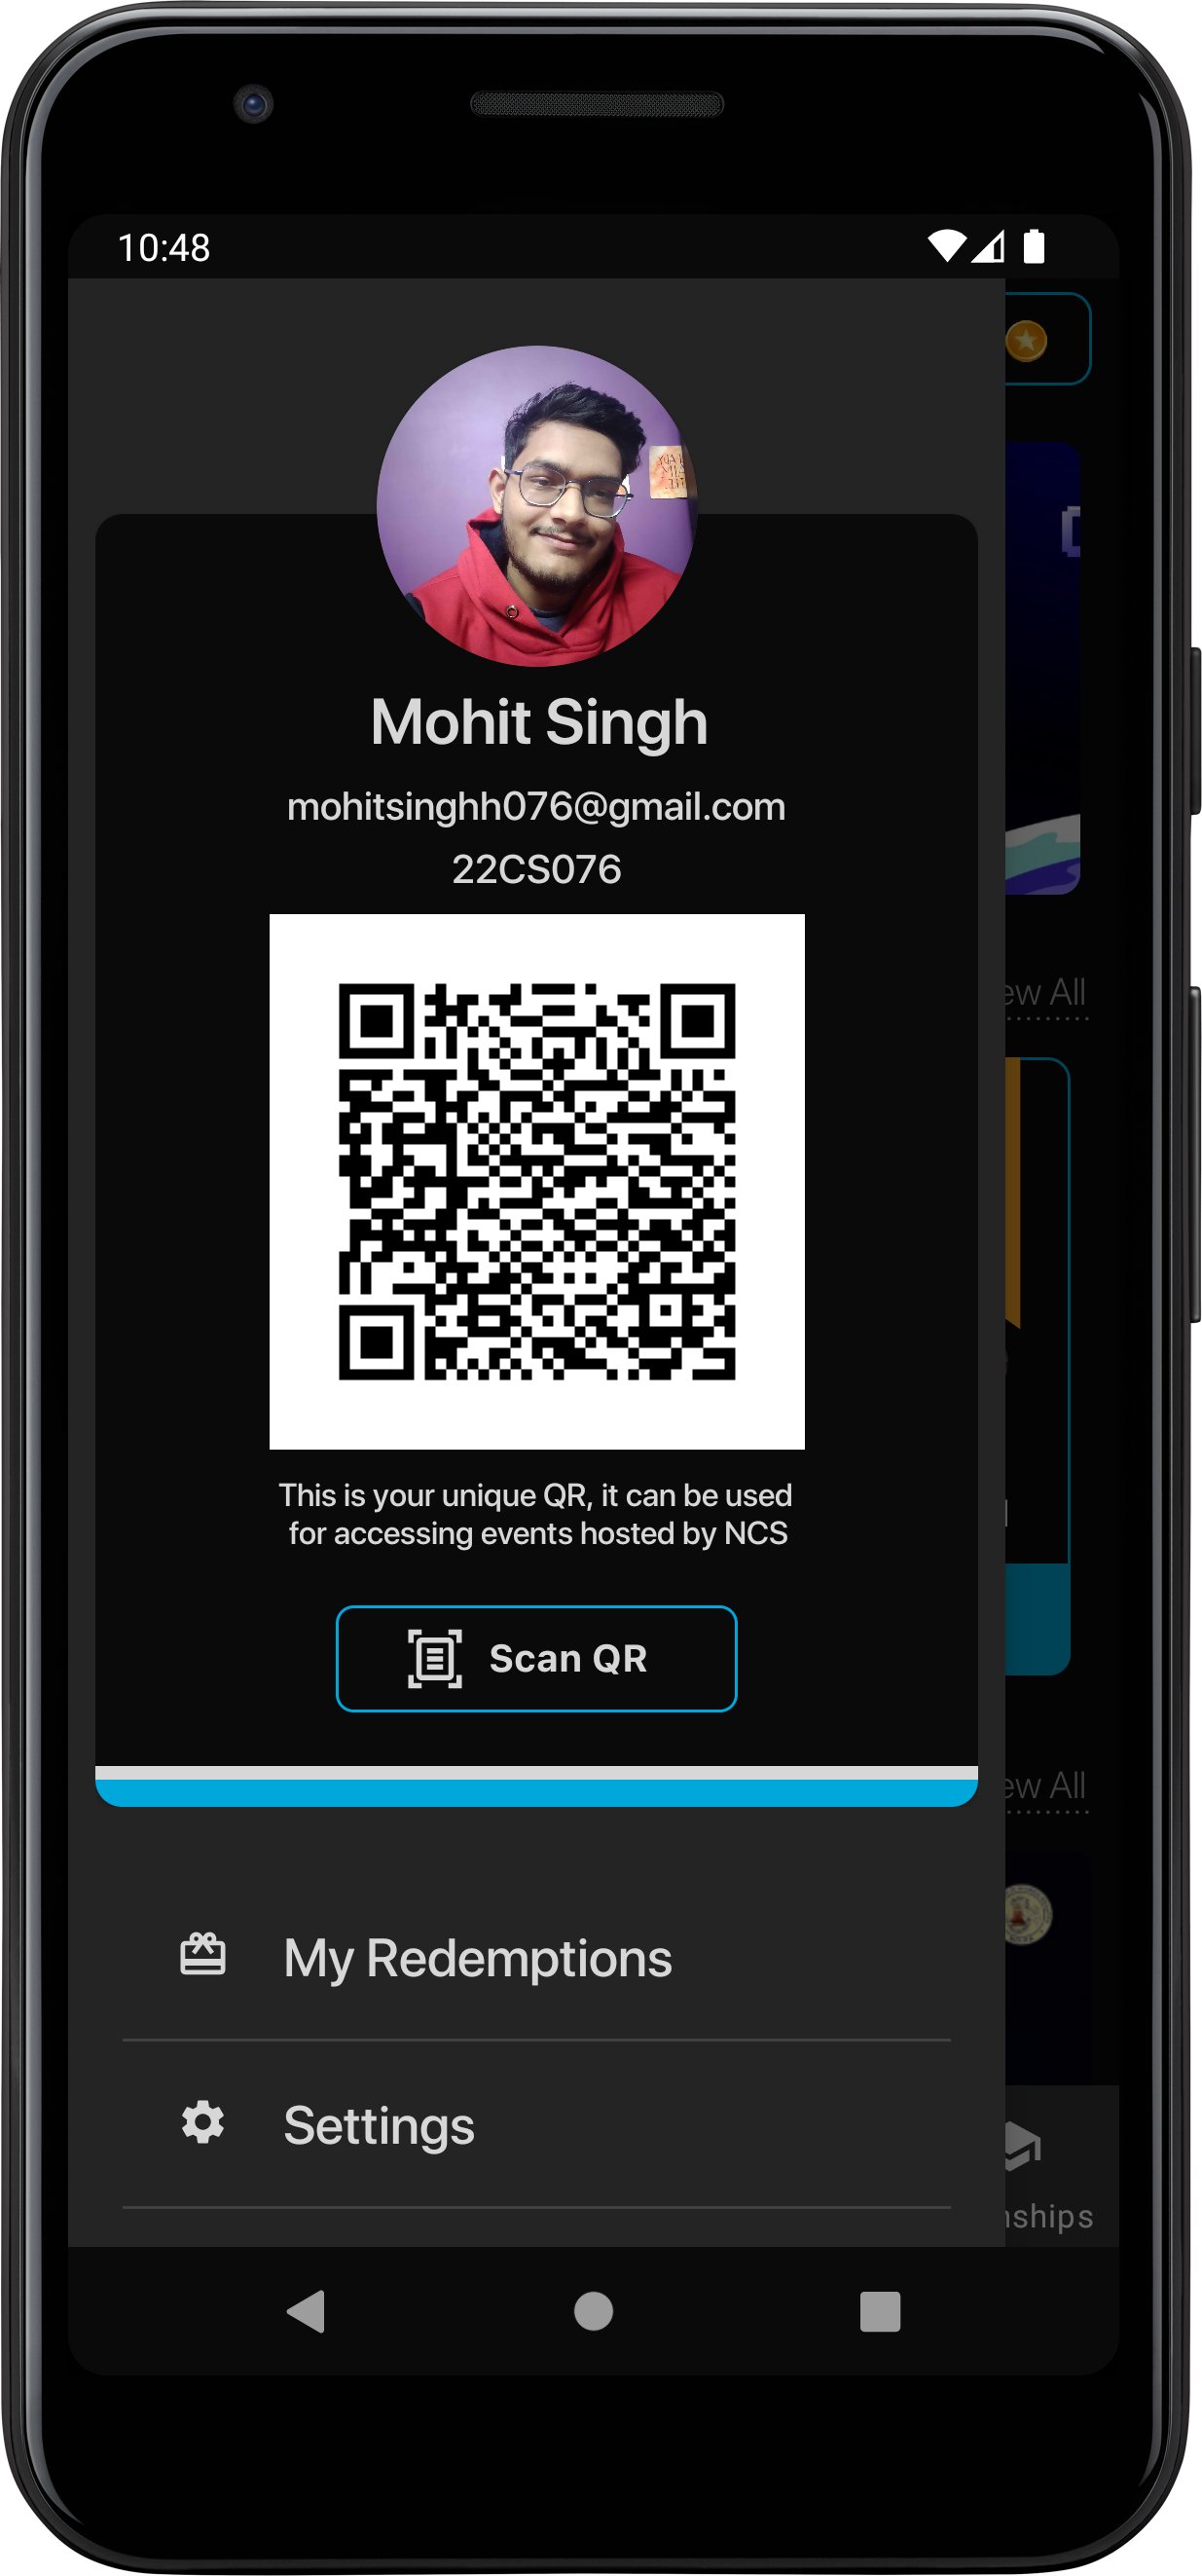 10:48
Mohit Singh
mohitsinghh076@gmail.com
22CS076
ew All
This is your unique QR, it can be used
for accessing events hosted by NCS
Scan QR
ew All
My Redemptions
Settings
nships